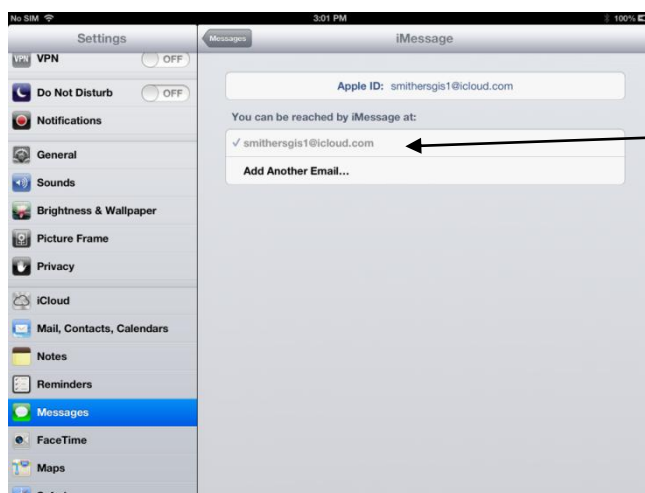 No SIM 3:01 PM 100%
Settings
Messages iMessage
VPN OFF
Do Not Disturb OFF
Notifications
General
Sounds
Brightness & Wallpaper
Picture Frame
Privacy
iCloud
Mail, Contacts, Calendars
Notes
Reminders
Messages
FaceTime
Maps
Apple ID: smithersgis1@icloud.com
You can be reached by iMessage at:
✓ smithersgis1@icloud.com
Add Another Email...